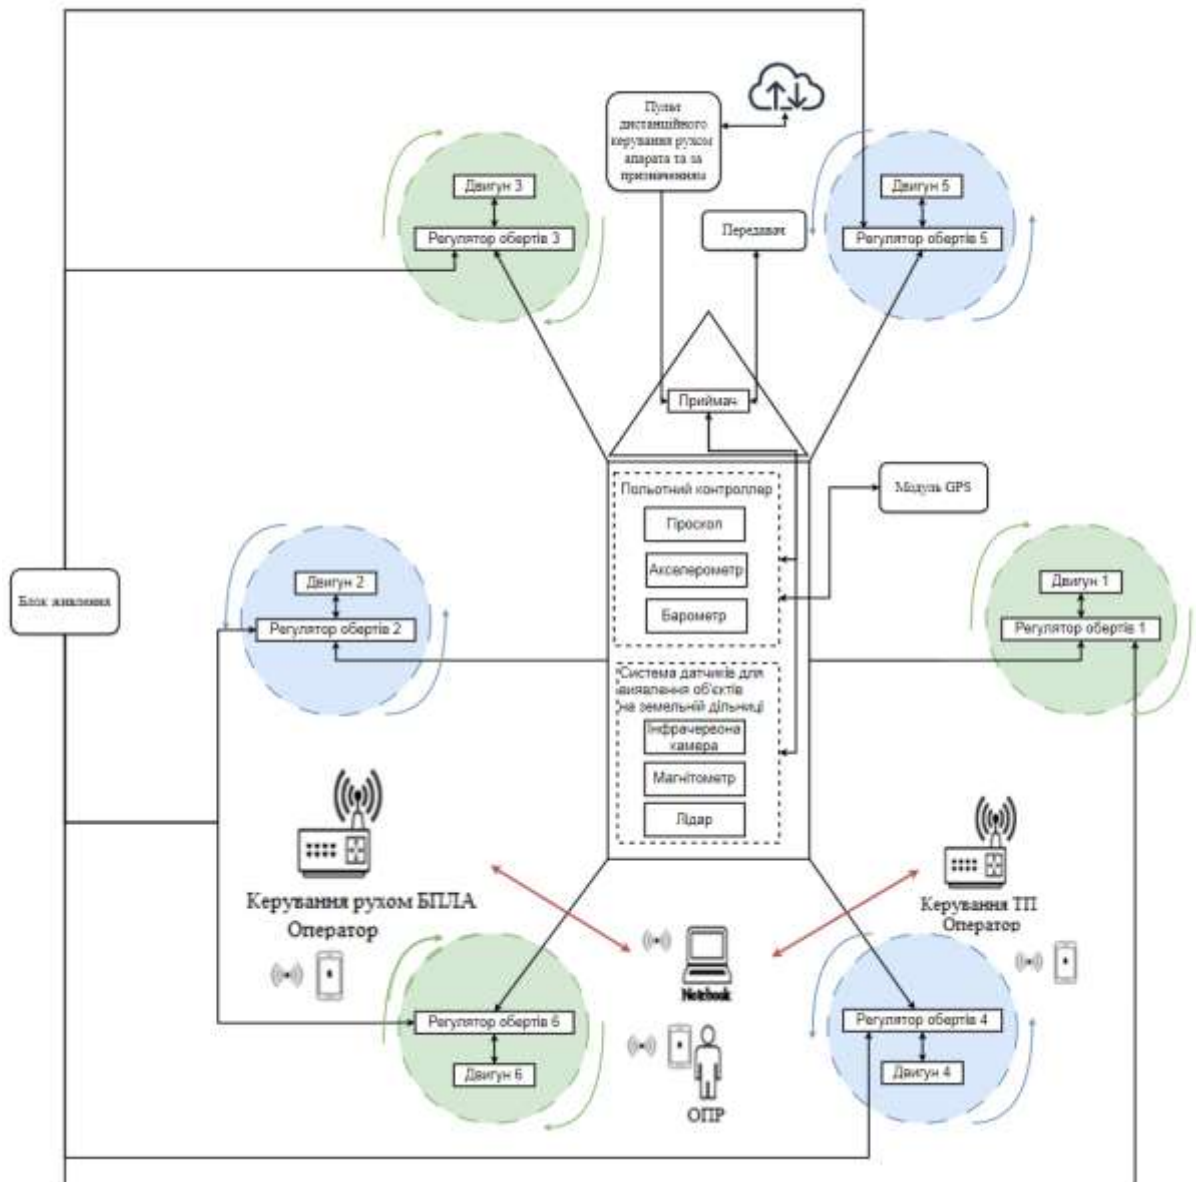 Пульт
дистанційного
керування рухом
апарата та за
призначенням
Двигун 3
Регулятор обертів 3
Двигун 5
Регулятор обертів 5
Передавач
Приймач
Польотний контроллер
Гіроскоп
Акселерометр
Барометр
Модуль GPS
Блок живлення
Двигун 2
Регулятор обертів 2
Двигун 1
Регулятор обертів 1
Система датчиків для
виявлення об'єктів
на земельній дільниці
Інфрачервона
камера
Магнітометр
Лідар
Керування рухом БПЛА
Оператор
Керування ТП
Оператор
Notebook
Регулятор обертів 6
Двигун 6
Регулятор обертів 4
Двигун 4
ОПР